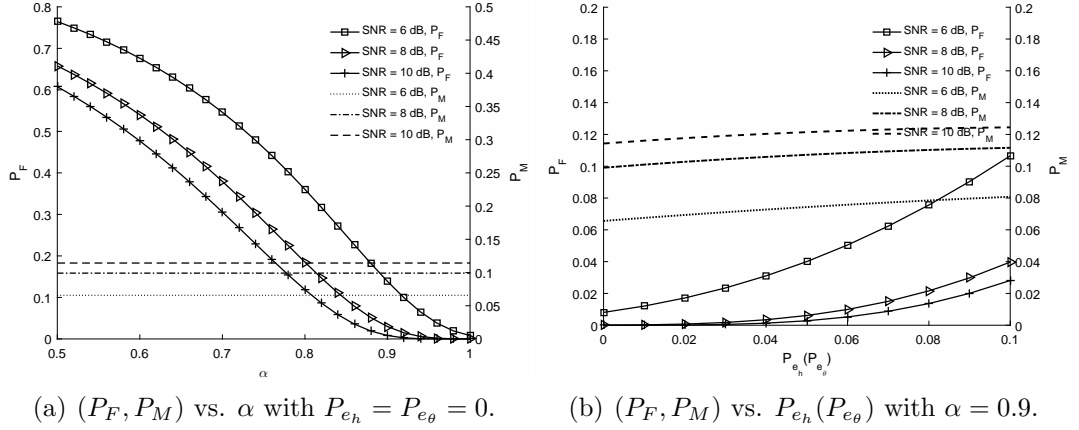 0.8
0.7
0.6
0.5
0.4
0.3
0.2
0.1
0
P_F
0.5
0.45
0.4
0.35
0.3
0.25
0.2
0.15
0.1
0.05
0
P_M
SNR = 6 dB, P_F
SNR = 8 dB, P_F
SNR = 10 dB, P_F
SNR = 6 dB, P_M
SNR = 8 dB, P_M
SNR = 10 dB, P_M
0.5 0.6 0.7 0.8 0.9 1
α
(a) (P_F, P_M) vs. α with P_{e_h} = P_{e_θ} = 0.
0.2
0.18
0.16
0.14
0.12
0.1
0.08
0.06
0.04
0.02
0
P_F
0.2
0.18
0.16
0.14
0.12
0.1
0.08
0.06
0.04
0.02
0
P_M
SNR = 6 dB, P_F
SNR = 8 dB, P_F
SNR = 10 dB, P_F
SNR = 6 dB, P_M
SNR = 8 dB, P_M
SNR = 10 dB, P_M
0 0.02 0.04 0.06 0.08 0.1
P_{e_h}(P_{e_θ})
(b) (P_F, P_M) vs. P_{e_h}(P_{e_θ}) with α = 0.9.